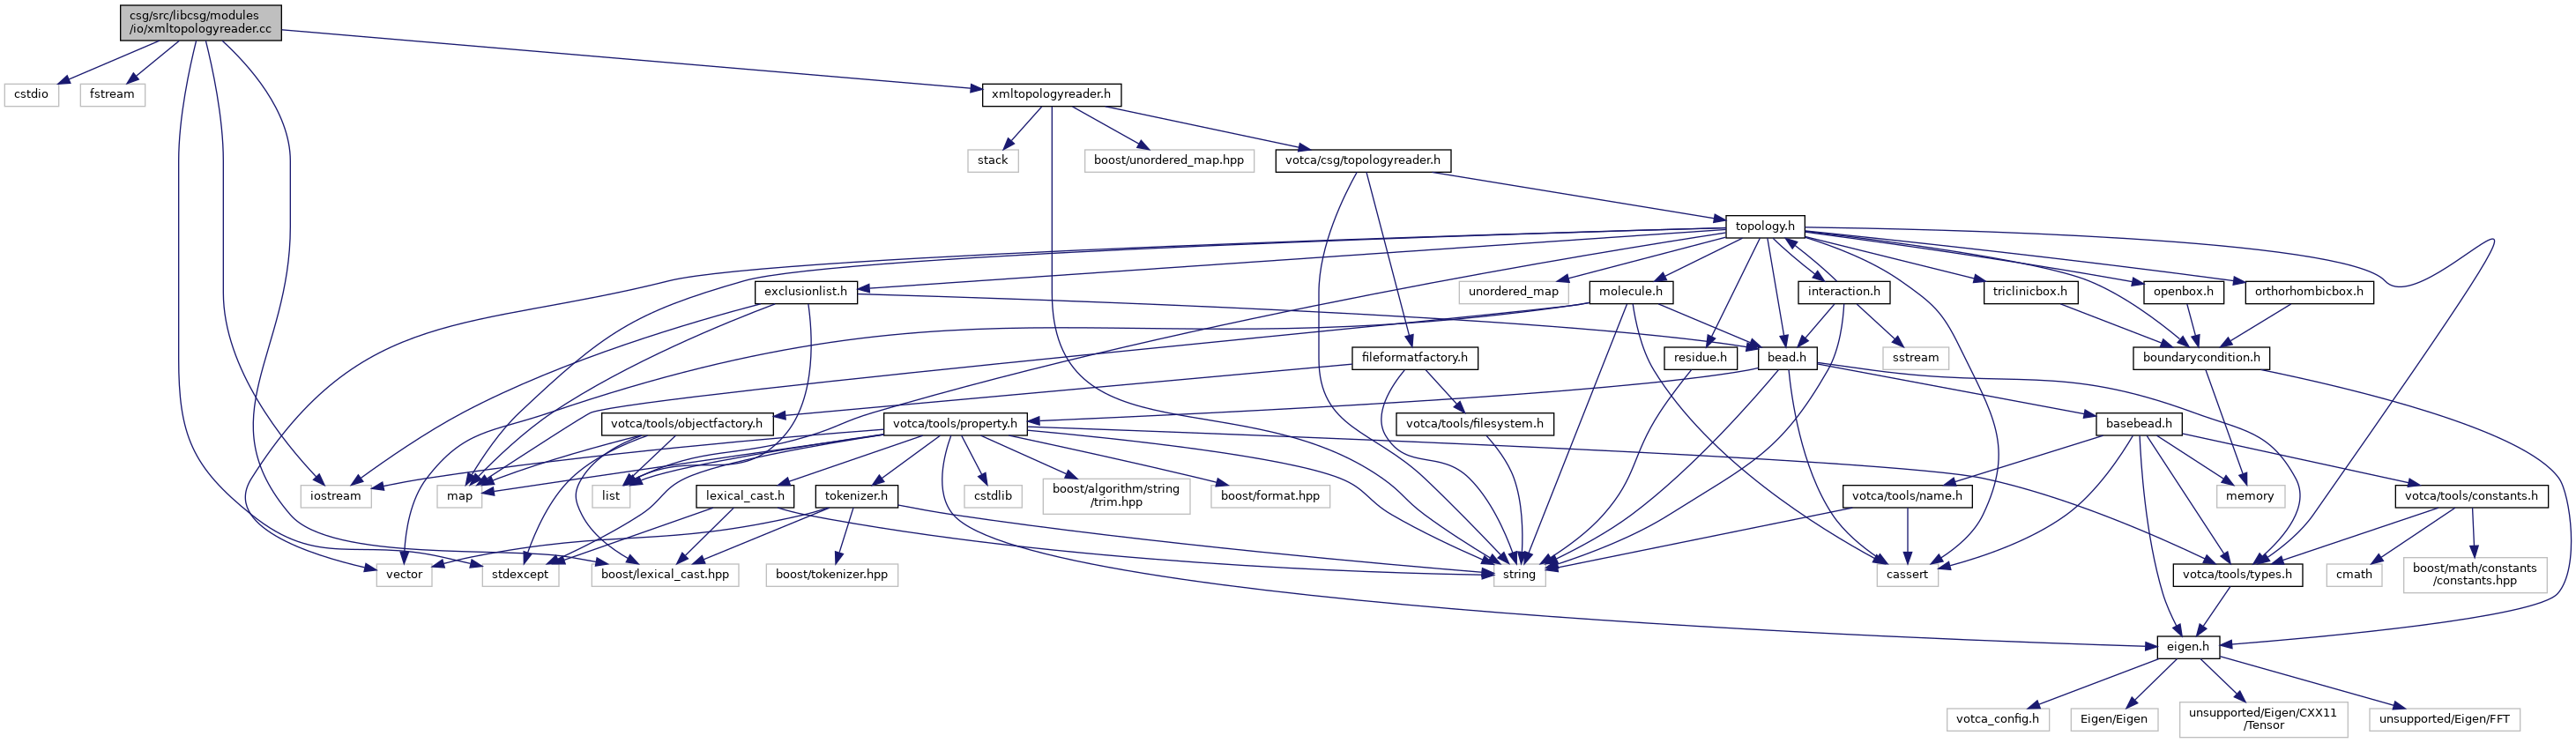 csg/src/libcsg/modules
/io/xmltopologyreader.cc
cstdio
fstream
xmltopologyreader.h
stack
boost/unordered_map.hpp
votca/csg/topologyreader.h
topology.h
exclusionlist.h
unordered_map
molecule.h
interaction.h
triclinicbox.h
openbox.h
orthorhombicbox.h
fileformatfactory.h
residue.h
bead.h
sstream
boundarycondition.h
votca/tools/objectfactory.h
votca/tools/property.h
votca/tools/filesystem.h
basebead.h
iostream
map
list
lexical_cast.h
tokenizer.h
cstdlib
boost/algorithm/string
/trim.hpp
boost/format.hpp
votca/tools/name.h
memory
votca/tools/constants.h
vector
stdexcept
boost/lexical_cast.hpp
boost/tokenizer.hpp
string
cassert
votca/tools/types.h
cmath
boost/math/constants
/constants.hpp
eigen.h
votca_config.h
Eigen/Eigen
unsupported/Eigen/CXX11
/Tensor
unsupported/Eigen/FFT